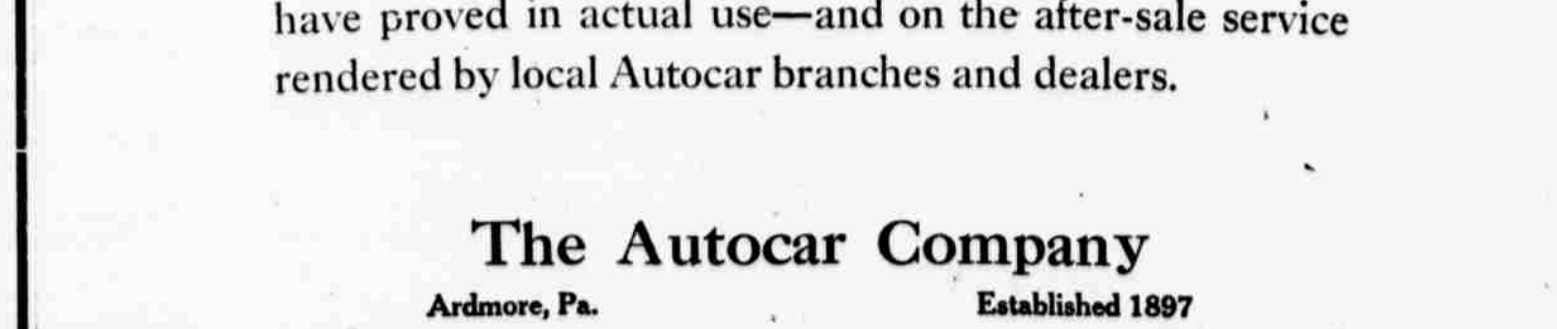 have proved in actual use—and on the after-sale service
rendered by local Autocar branches and dealers.
The Autocar Company
Ardmore, Pa. Established 1897